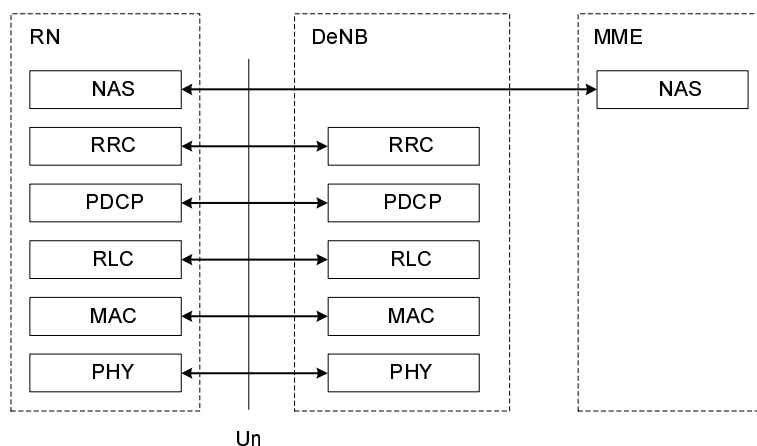 RN
DeNB
MME
NAS
NAS
RRC
RRC
PDCP
PDCP
RLC
RLC
MAC
MAC
PHY
PHY
Un